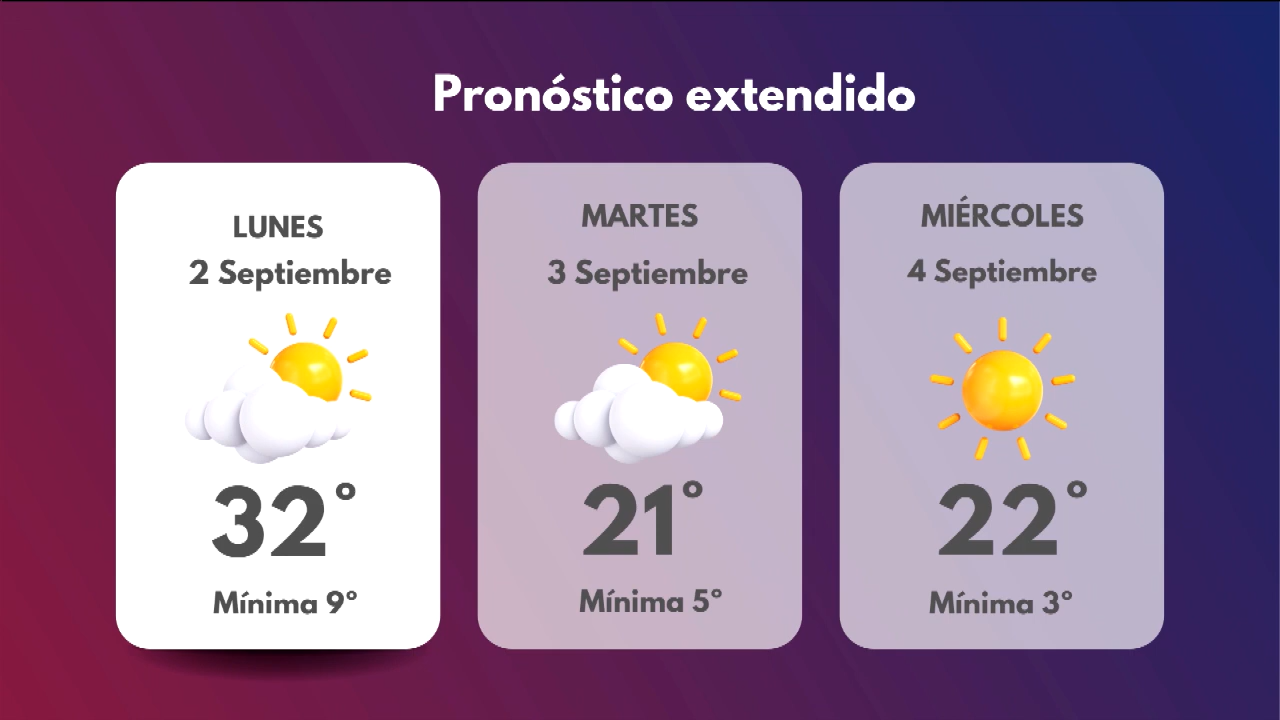 Pronóstico extendido
LUNES
2 Septiembre
32°
Mínima 9°
MARTES
3 Septiembre
21°
Mínima 5°
MIÉRCOLES
4 Septiembre
22°
Mínima 3°